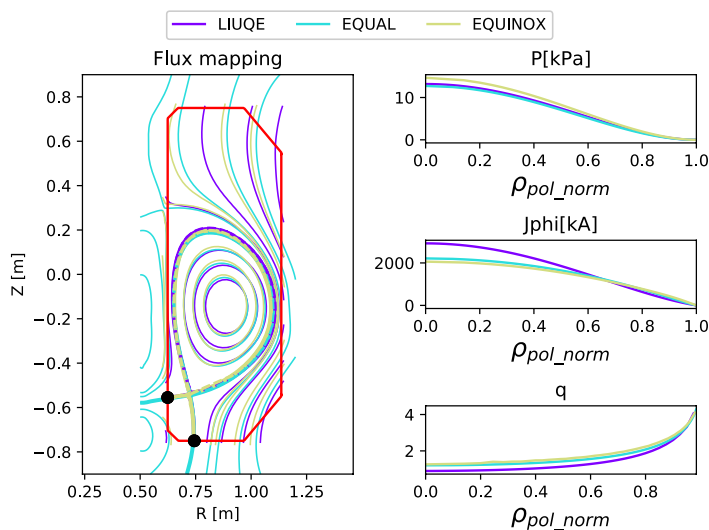 LIUQE EQUAL EQUINOX
Flux mapping
0.8
0.6
0.4
0.2
0.0
−0.2
−0.4
−0.6
−0.8
Z [m]
0.25 0.50 0.75 1.00 1.25
R [m]
P[kPa]
10
0
0.0 0.2 0.4 0.6 0.8 1.0
ρpol_norm
Jphi[kA]
2000
0
0.0 0.2 0.4 0.6 0.8 1.0
ρpol_norm
q
4
2
0.0 0.2 0.4 0.6 0.8
ρpol_norm